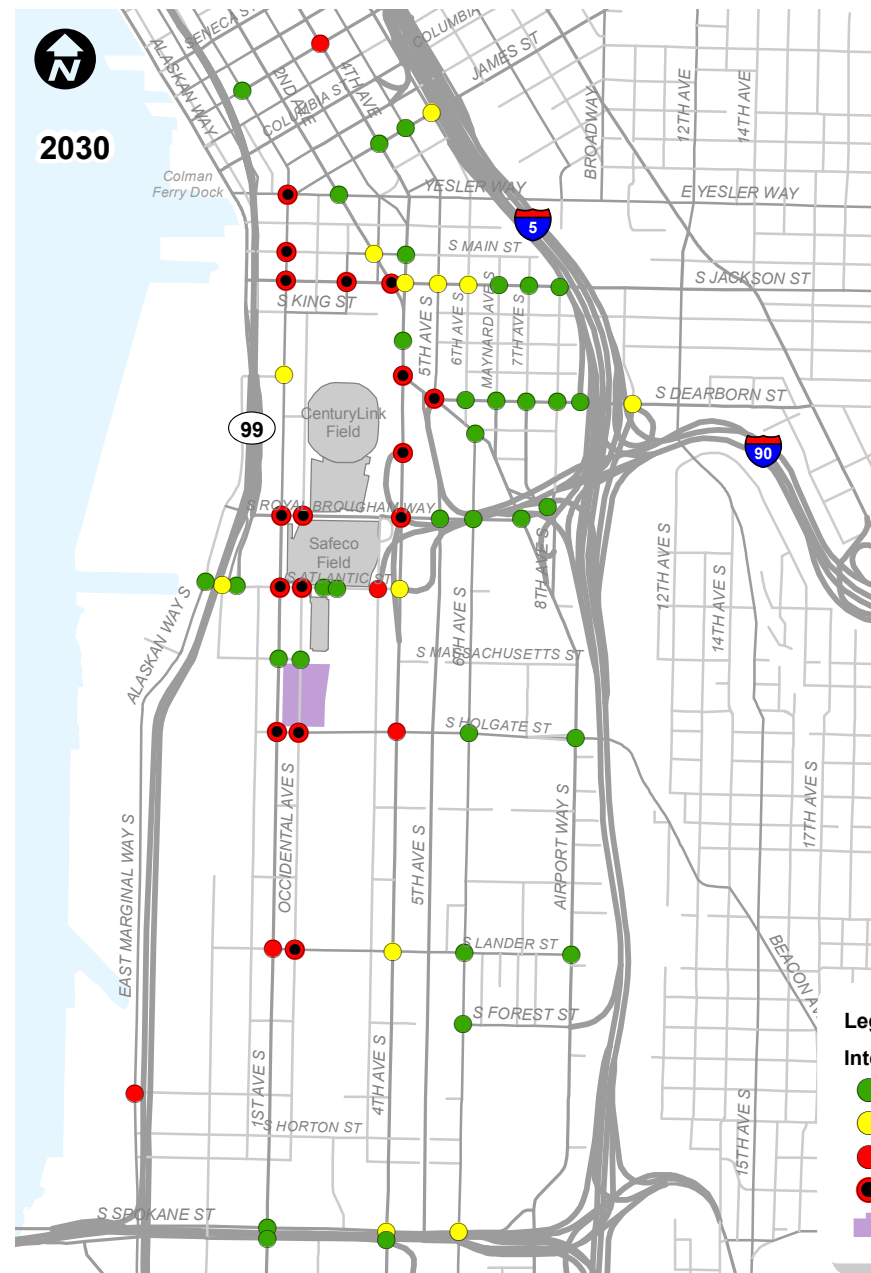 SENECA ST
COLUMBIA
ALASKAN WAY
JAMES ST
2ND AVE
4TH AVE
COLUMBIA ST
N
2030
BROADWAY
12TH AVE
14TH AVE
Colman
Ferry Dock
YESLER WAY
E YESLER WAY
5
S MAIN ST
S JACKSON ST
S KING ST
5TH AVE S
6TH AVE S
MAYNARD AVE S
7TH AVE S
S DEARBORN ST
CenturyLink
Field
99
90
S ROYAL BROUGHAM WAY
Safeco
Field
8TH AVE S
12TH AVE S
S ATLANTIC ST
14TH AVE S
ALASKAN WAY S
6TH AVE S
S MASSACHUSETTS ST
S HOLGATE ST
17TH AVE S
OCCIDENTAL AVE S
5TH AVE S
AIRPORT WAY S
EAST MARGINAL WAY S
S LANDER ST
BEACON AV
S FOREST ST
Leg
Inte
1ST AVE S
4TH AVE S
15TH AVE S
S HORTON ST
S SPOKANE ST